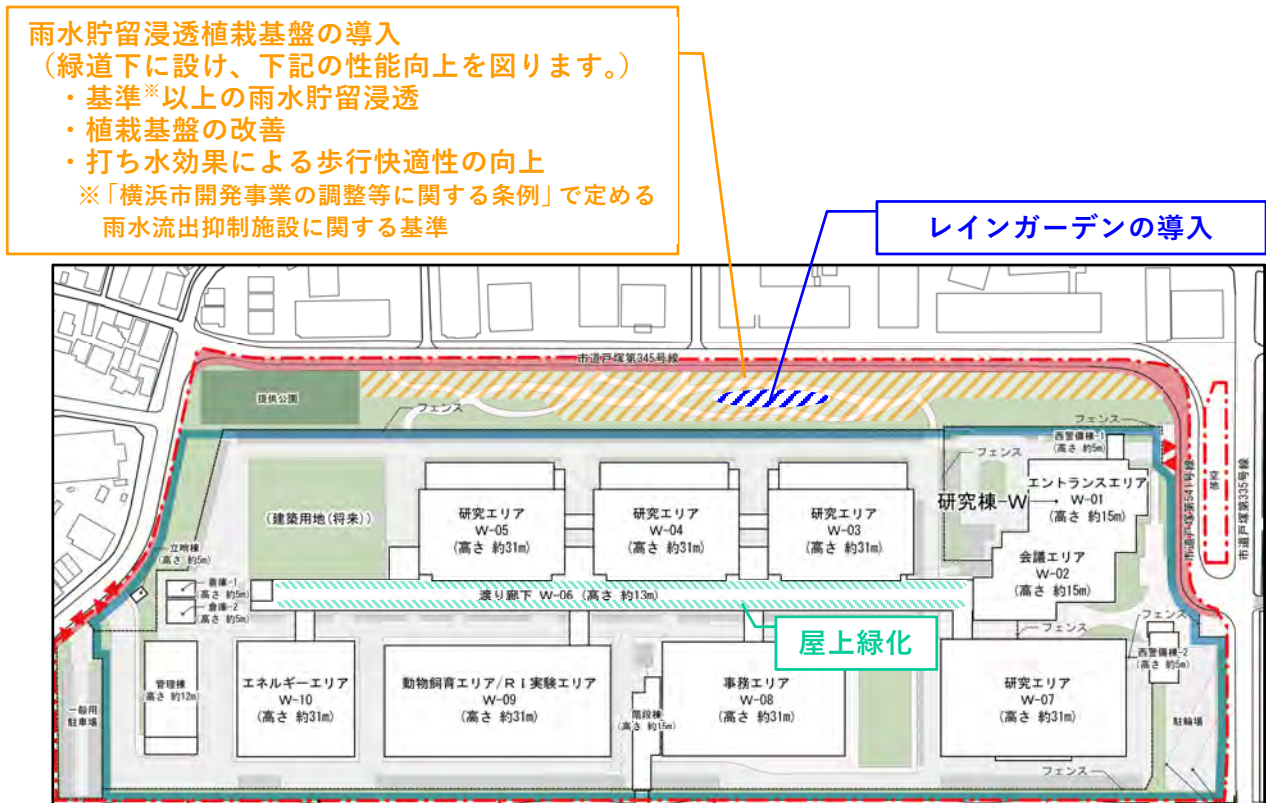 雨水貯留浸透植栽基盤の導入
(緑道下に設け、下記の性能向上を図ります。)
・基準※以上の雨水貯留浸透
・植栽基盤の改善
・打ち水効果による歩行快適性の向上
※「横浜市開発事業の調整等に関する条例」で定める
雨水流出抑制施設に関する基準
レインガーデンの導入
市道戸塚第345号線
提供公園
フェンス
フェンス
西警備棟-1
(高さ 約5m)
フェンス
市道戸塚第541号線
市道戸塚第335号線
研究棟-W
エントランスエリア
W-01
(高さ 約15m)
会議エリア
W-02
(高さ 約15m)
(建築用地(将来))
研究エリア
W-05
(高さ 約31m)
研究エリア
W-04
(高さ 約31m)
研究エリア
W-03
(高さ 約31m)
(高さ 約5m)
倉庫-1
(高さ 約5m)
倉庫-2
(高さ 約5m)
渡り廊下 W-06 (高さ 約13m)
屋上緑化
フェンス
フェンス
西警備棟-2
(高さ 約5m)
管理棟
(高さ 約12m)
一般用
駐車場
エネルギーエリア
W-10
(高さ 約31m)
動物飼育エリア/RI実験エリア
W-09
(高さ 約31m)
階段棟
(高さ 約15m)
事務エリア
W-08
(高さ 約31m)
研究エリア
W-07
(高さ 約31m)
駐輪場
フェンス